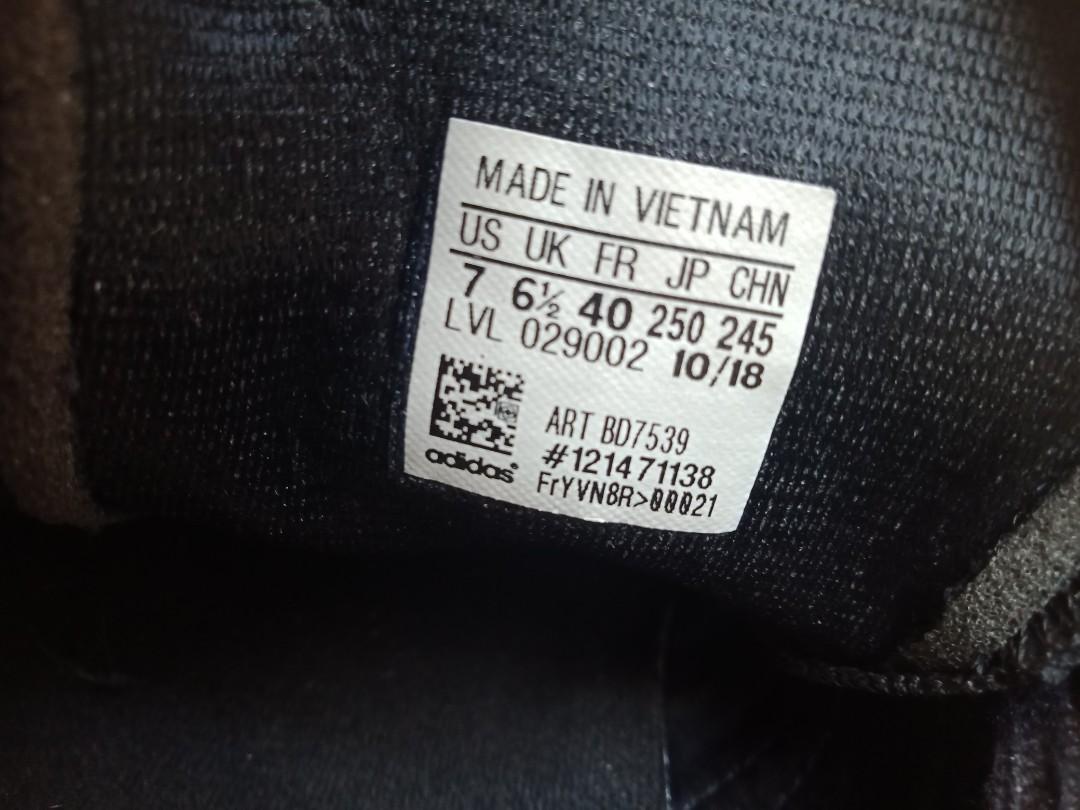 MADE IN VIETNAM
US UK FR JP CHN
7 6½ 40 250 245
LVL 029002 10/18
ART BD7539
#121471138
adidas®
FrYVN8R>00021